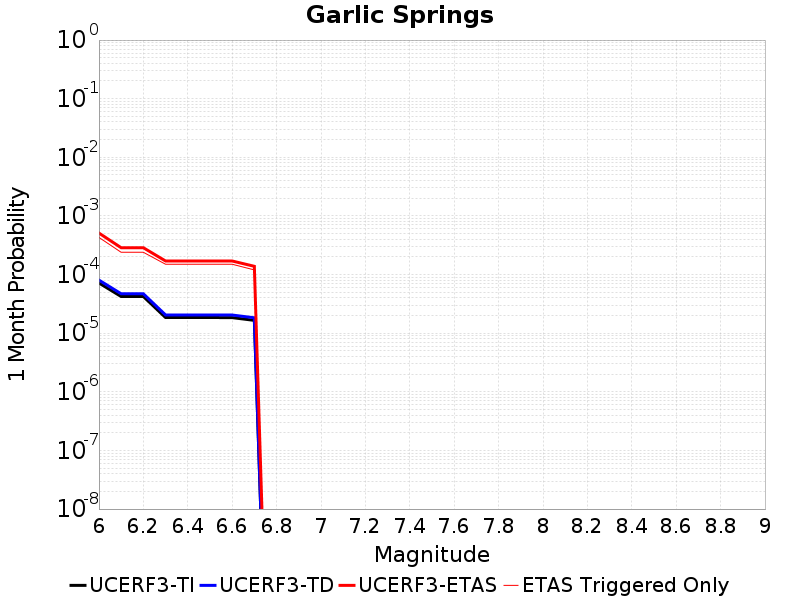 Garlic Springs
1 Month Probability
10^0
10^-1
10^-2
10^-3
10^-4
10^-5
10^-6
10^-7
10^-8
6 6.2 6.4 6.6 6.8 7 7.2 7.4 7.6 7.8 8 8.2 8.4 8.6 8.8 9
Magnitude
UCERF3-TI UCERF3-TD UCERF3-ETAS ETAS Triggered Only